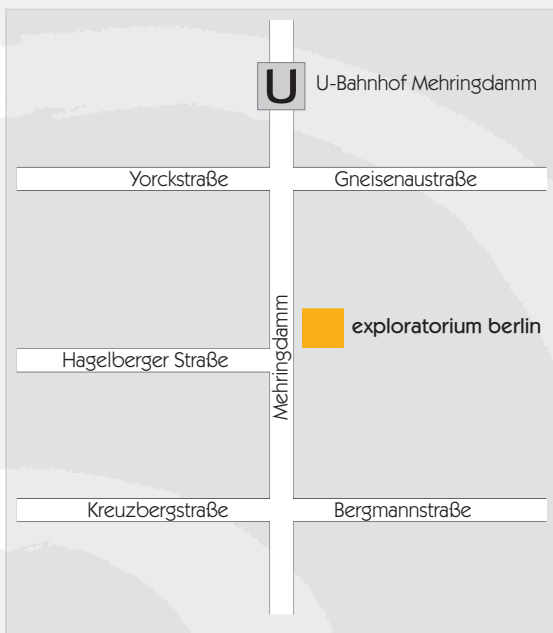 U
U-Bahnhof Mehringdamm
Yorckstraße
Gneisenaustraße
Mehringdamm
exploratorium berlin
Hagelberger Straße
Kreuzbergstraße
Bergmannstraße